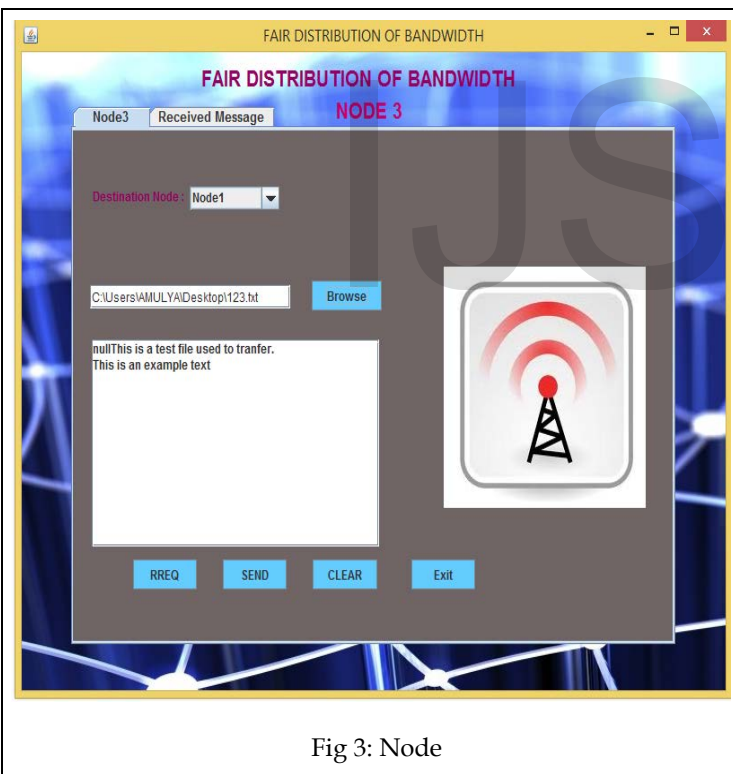 FAIR DISTRIBUTION OF BANDWIDTH
FAIR DISTRIBUTION OF BANDWIDTH
NODE 3
Node3 Received Message
IJS
Destination Node : Node1
C:\Users\AMULYA\Desktop\123.txt Browse
nullThis is a test file used to tranfer.
This is an example text
RREQ SEND CLEAR Exit
Fig 3: Node